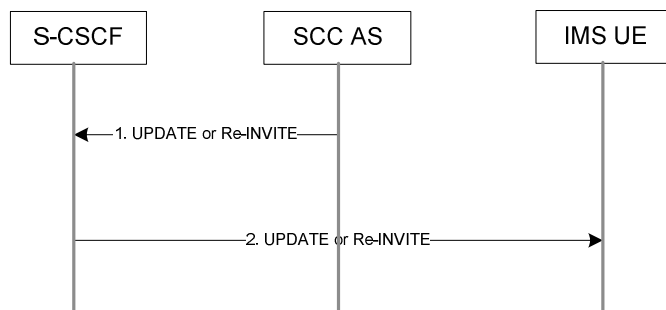 S-CSCF
SCC AS
IMS UE
1. UPDATE or Re-INVITE
2. UPDATE or Re-INVITE